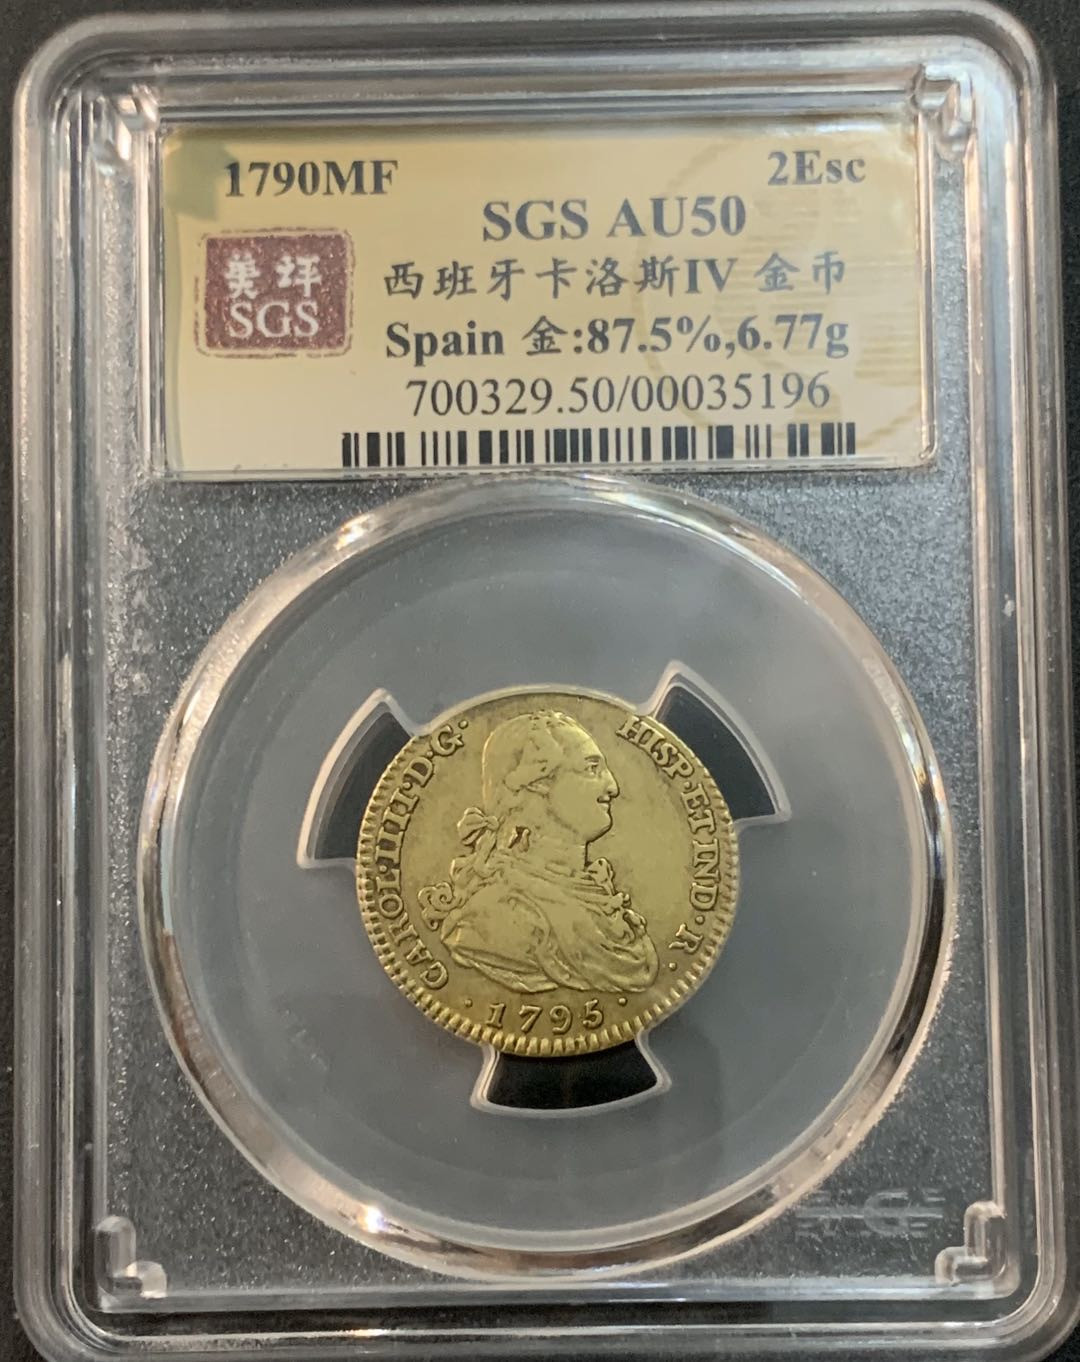 1790MF 2Esc
SGS AU50
美评
SGS
西班牙卡洛斯IV 金币
Spain 金:87.5%,6.77g
700329.50/00035196
CAROL·IIII·D·G· HISP·ET IND·R·
·1795·